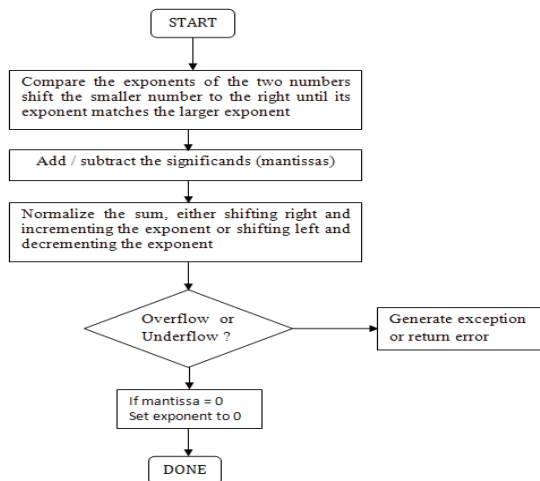 START
Compare the exponents of the two numbers
shift the smaller number to the right until its
exponent matches the larger exponent
Add / subtract the significands (mantissas)
Normalize the sum, either shifting right and
incrementing the exponent or shifting left and
decrementing the exponent
Overflow or
Underflow ?
Generate exception
or return error
If mantissa = 0
Set exponent to 0
DONE